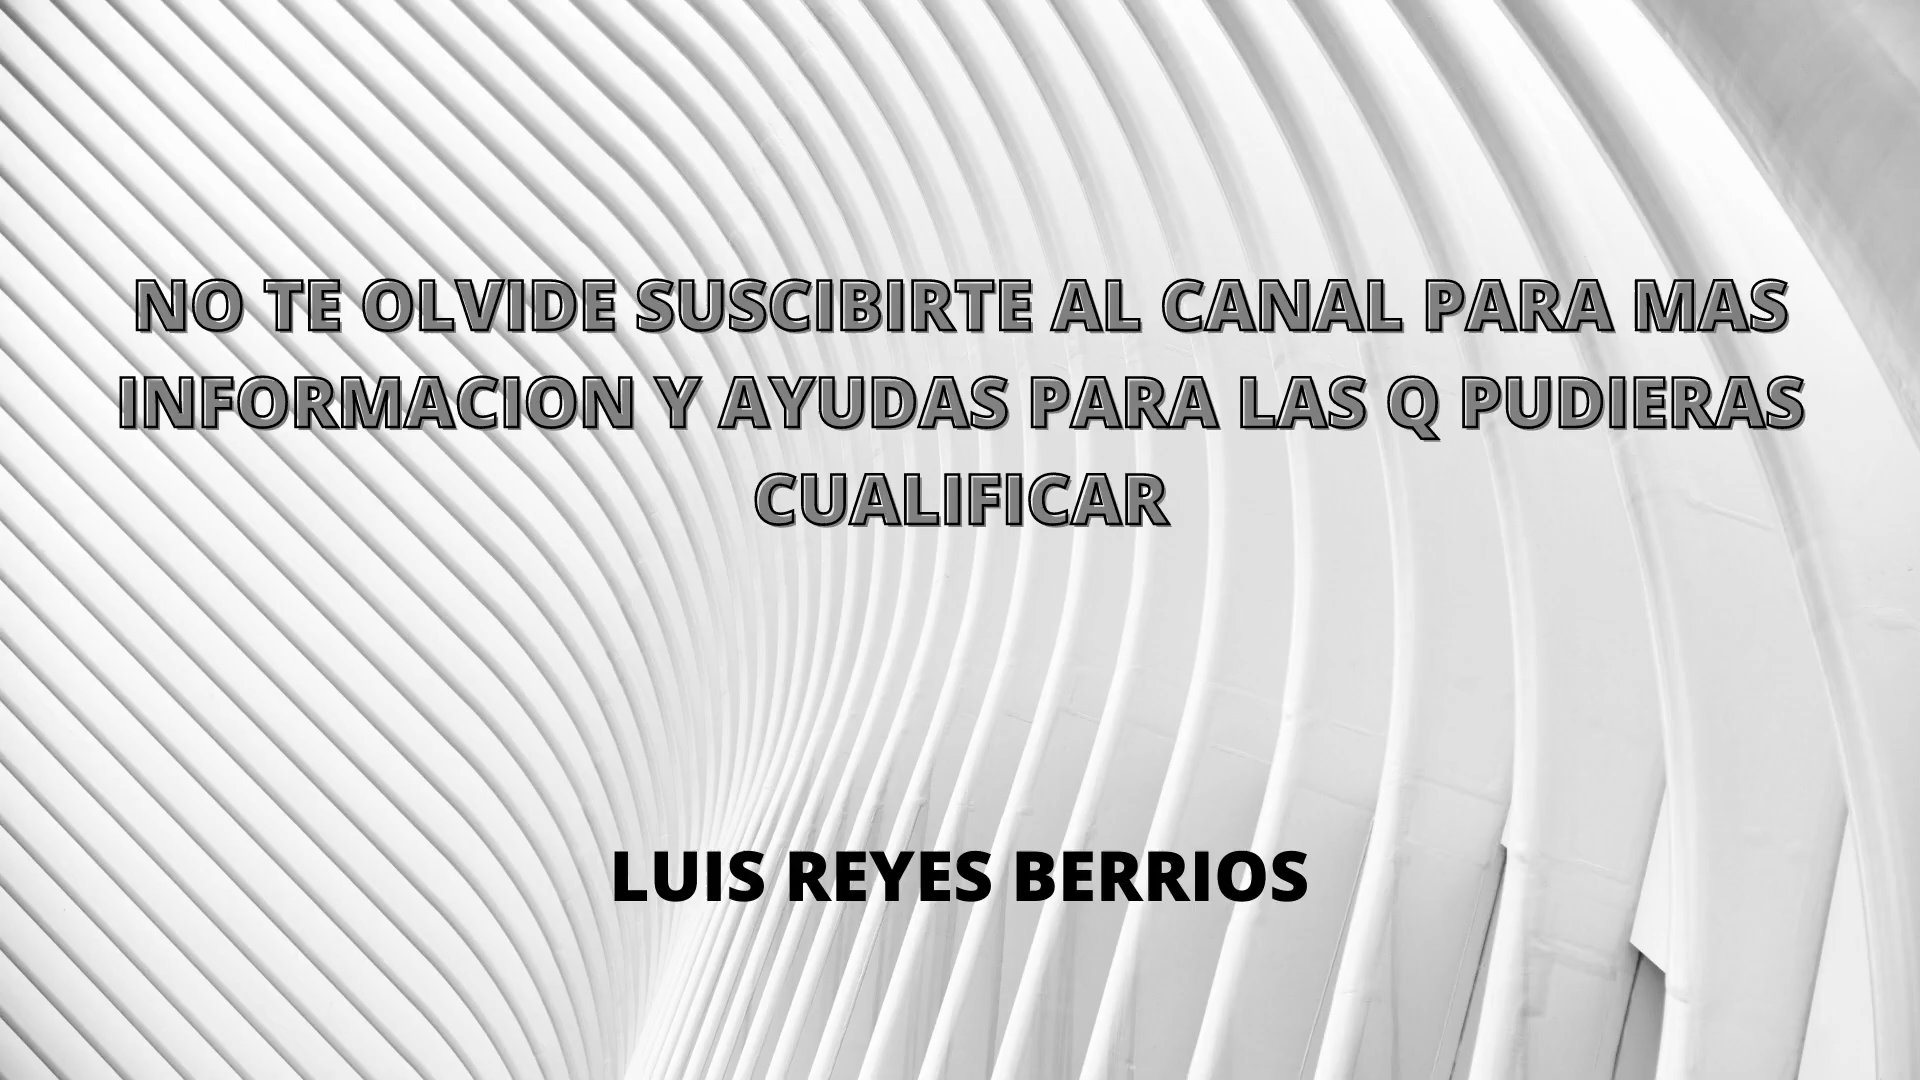 NO TE OLVIDE SUSCIBIRTE AL CANAL PARA MAS
INFORMACION Y AYUDAS PARA LAS Q PUDIERAS
CUALIFICAR
LUIS REYES BERRIOS